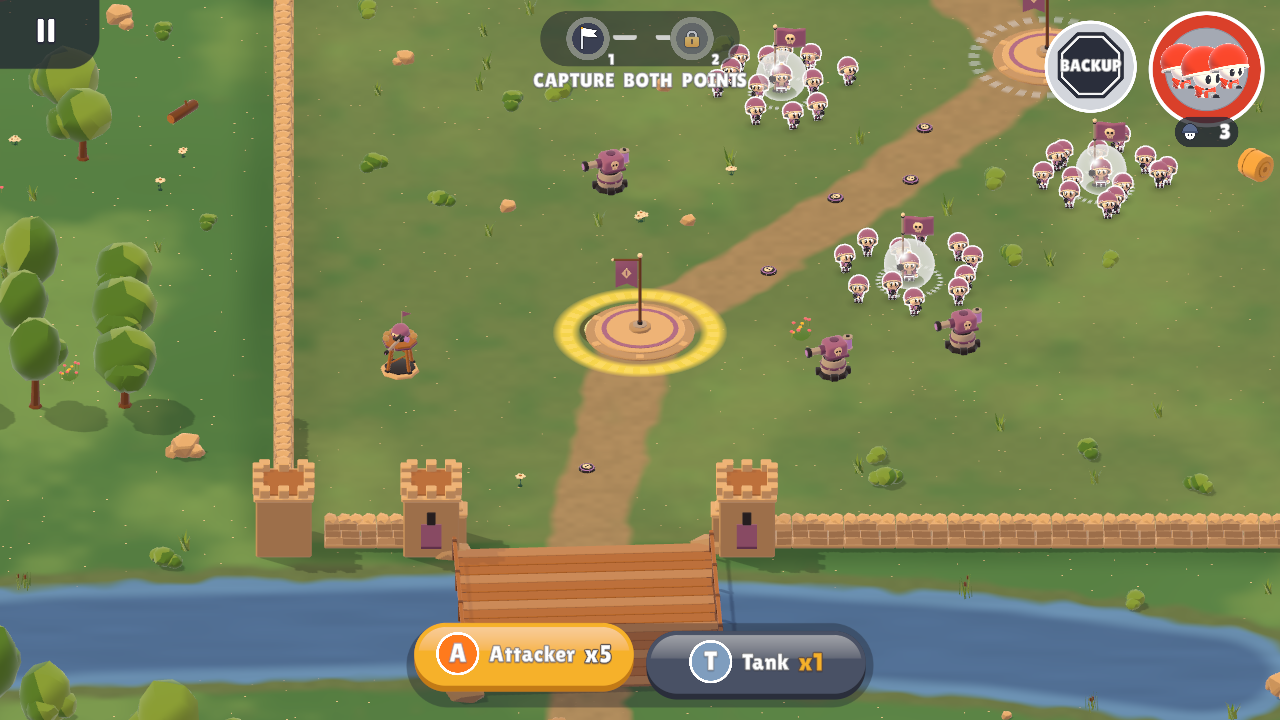 1
2
CAPTURE BOTH POINTS
BACKUP
3
A Attacker x5
T Tank x1